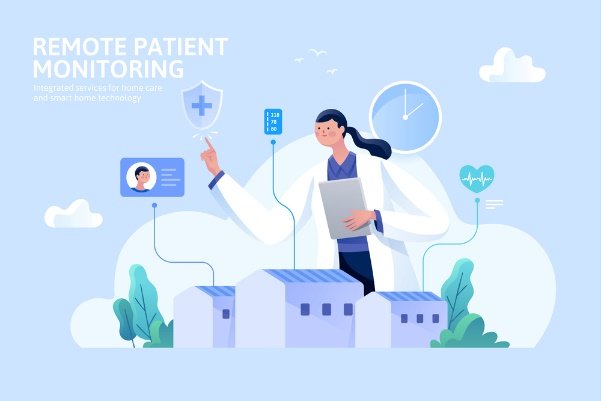 REMOTE PATIENT
MONITORING
Integrated services for home care
and smart home technology
118
78
60